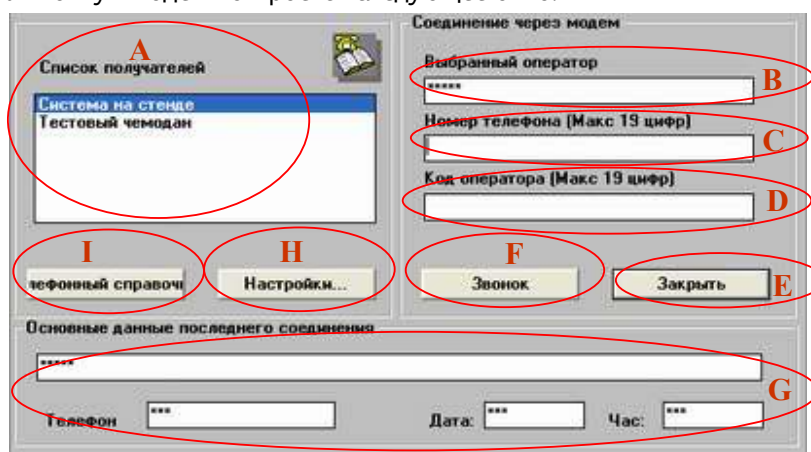 A
Список получателей
Система на стенде
Тестовый чемодан
Соединение через модем
Выбранный оператор
*****
B
Номер телефона (Макс 19 цифр)
C
Код оператора (Макс 19 цифр)
D
I
лефонный справочн
H
Настройки...
F
Звонок
Закрыть
E
Основные данные последнего соединения
*****
G
Телефон
***
Дата:
***
Час:
***